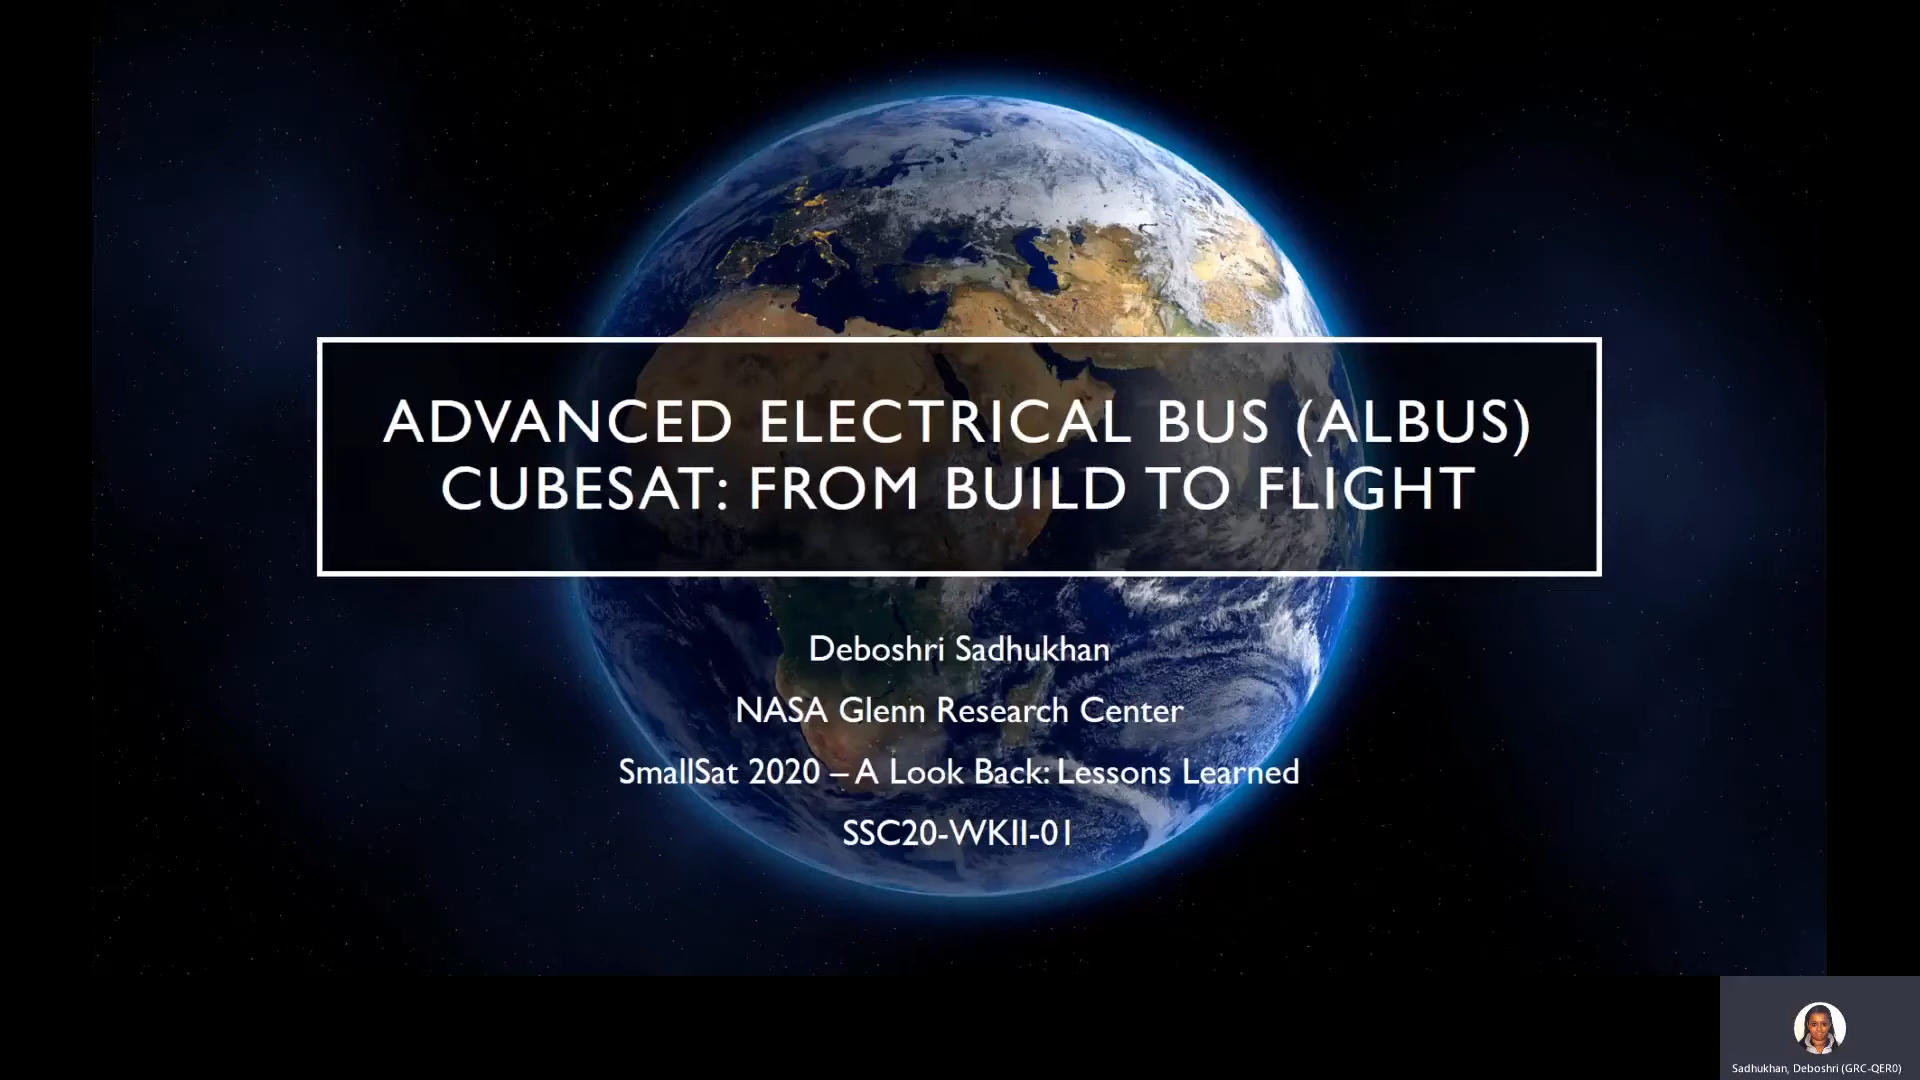 ADVANCED ELECTRICAL BUS (ALBUS)
CUBESAT: FROM BUILD TO FLIGHT
Deboshri Sadhukhan
NASA Glenn Research Center
SmallSat 2020 – A Look Back: Lessons Learned
SSC20-WKII-01
Sadhukhan, Deboshri (GRC-QER0)